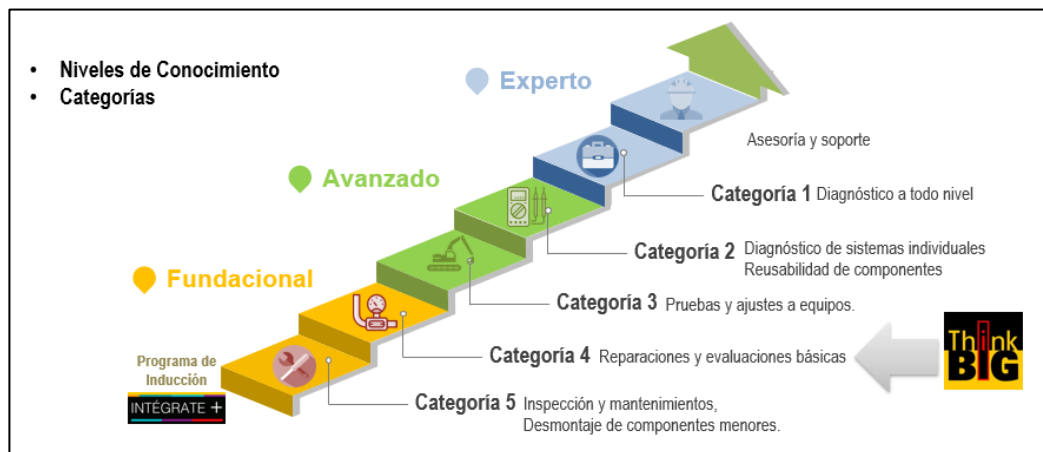 • Niveles de Conocimiento
• Categorías
Experto
Asesoría y soporte
Categoría 1 Diagnóstico a todo nivel
Avanzado
Categoría 2 Diagnóstico de sistemas individuales
Reusabilidad de componentes
Categoría 3 Pruebas y ajustes a equipos.
Fundacional
Categoría 4 Reparaciones y evaluaciones básicas
Think
BIG
Programa de
Inducción
INTÉGRATE +
Categoría 5 Inspección y mantenimientos,
Desmontaje de componentes menores.